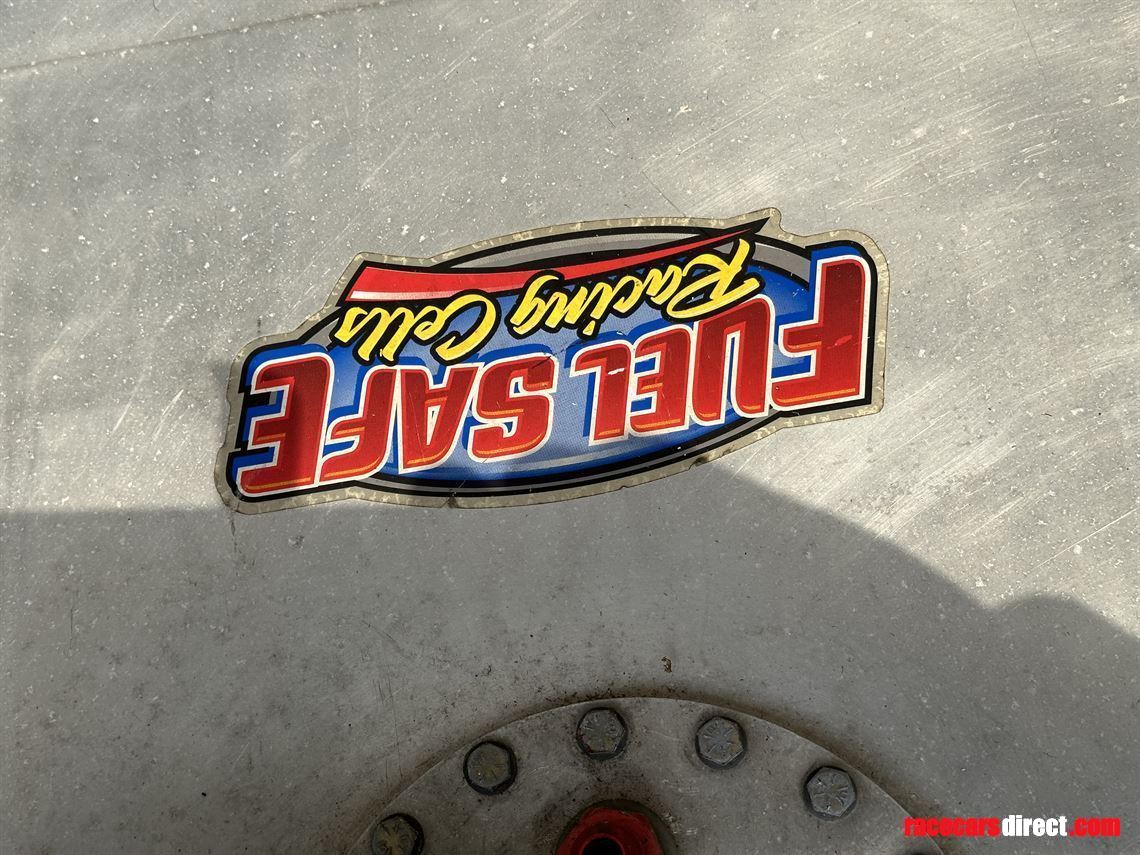 FUEL SAFE
Racing Cells
racecarsdirect.com